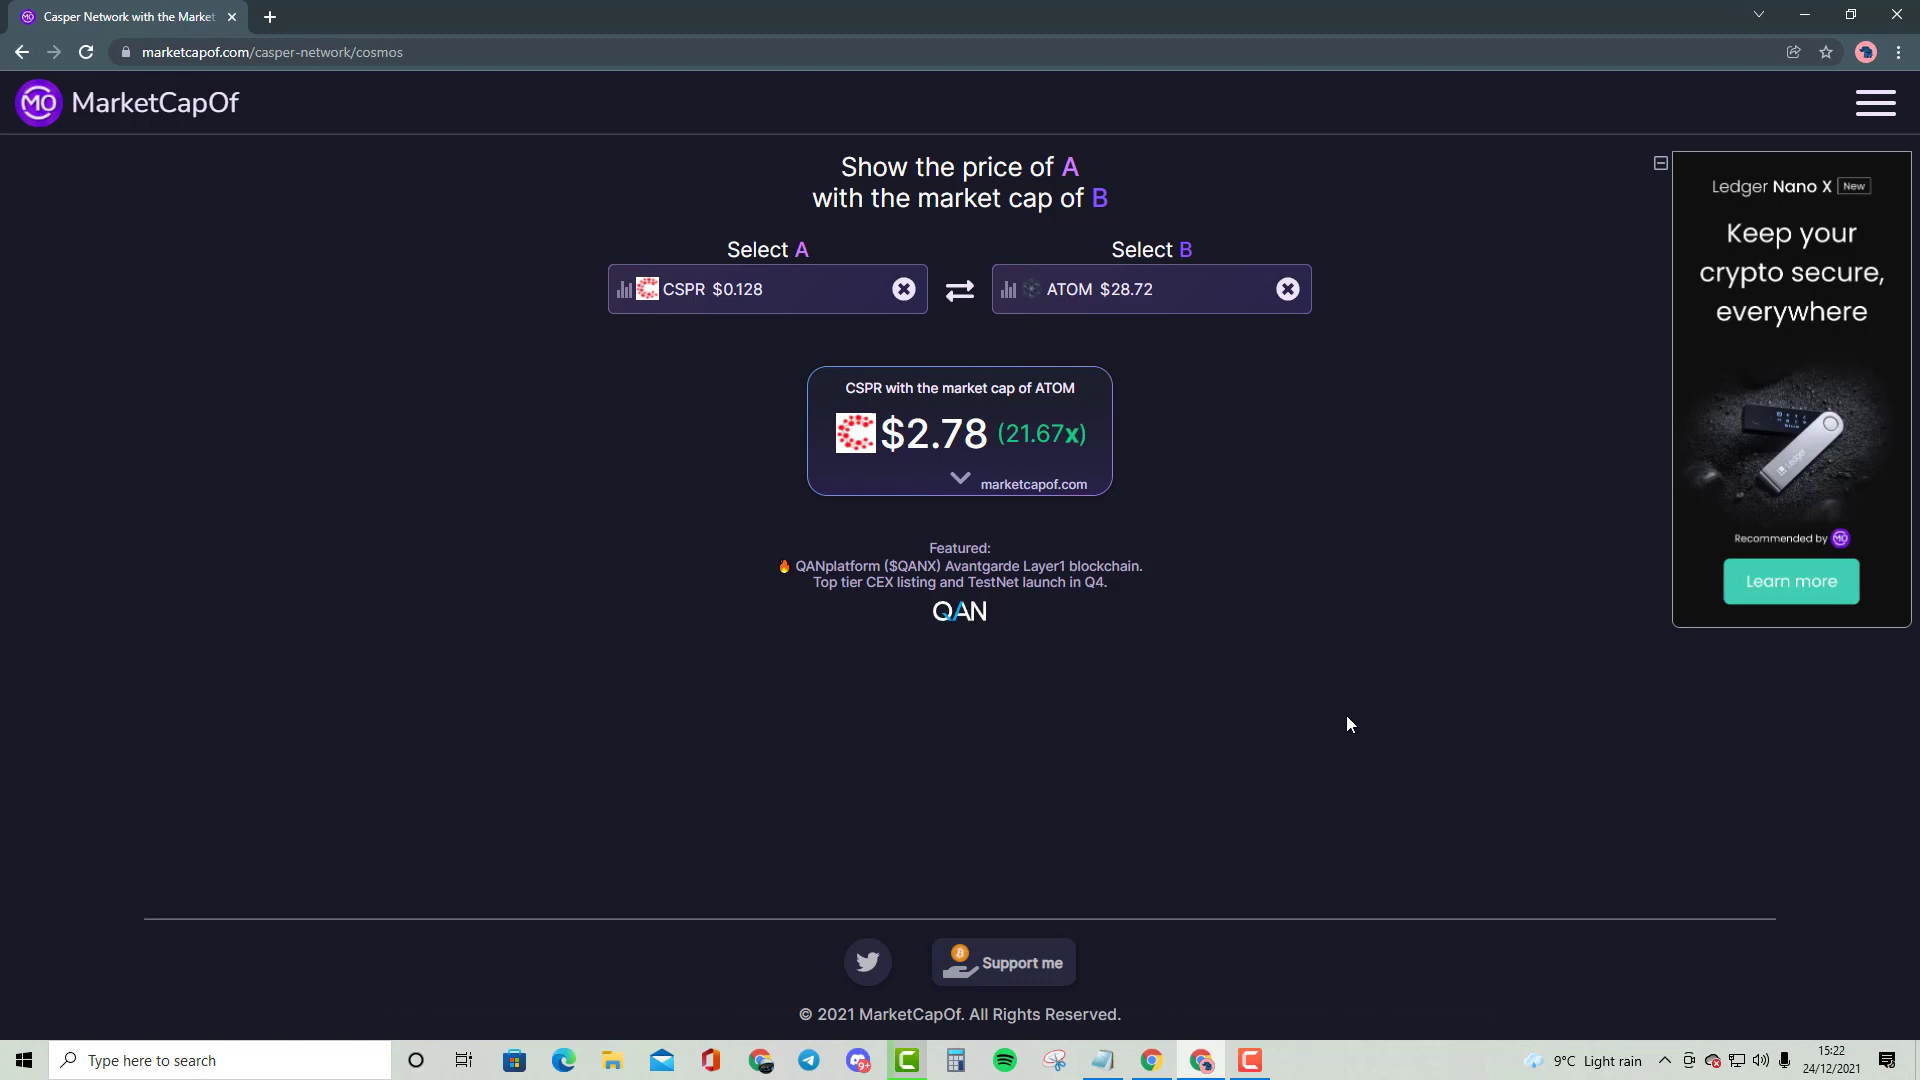 Casper Network with the Market
marketcapof.com/casper-network/cosmos
MO MarketCapOf
Show the price of A
with the market cap of B
Select A
Select B
CSPR $0.128
ATOM $28.72
CSPR with the market cap of ATOM
$2.78 (21.67x)
marketcapof.com
Featured:
🔥 QANplatform ($QANX) Avantgarde Layer1 blockchain.
Top tier CEX listing and TestNet launch in Q4.
QAN
Ledger Nano X New
Keep your
crypto secure,
everywhere
Recommended by MO
Learn more
Support me
© 2021 MarketCapOf. All Rights Reserved.
Type here to search
9+
9°C Light rain
15:22
24/12/2021